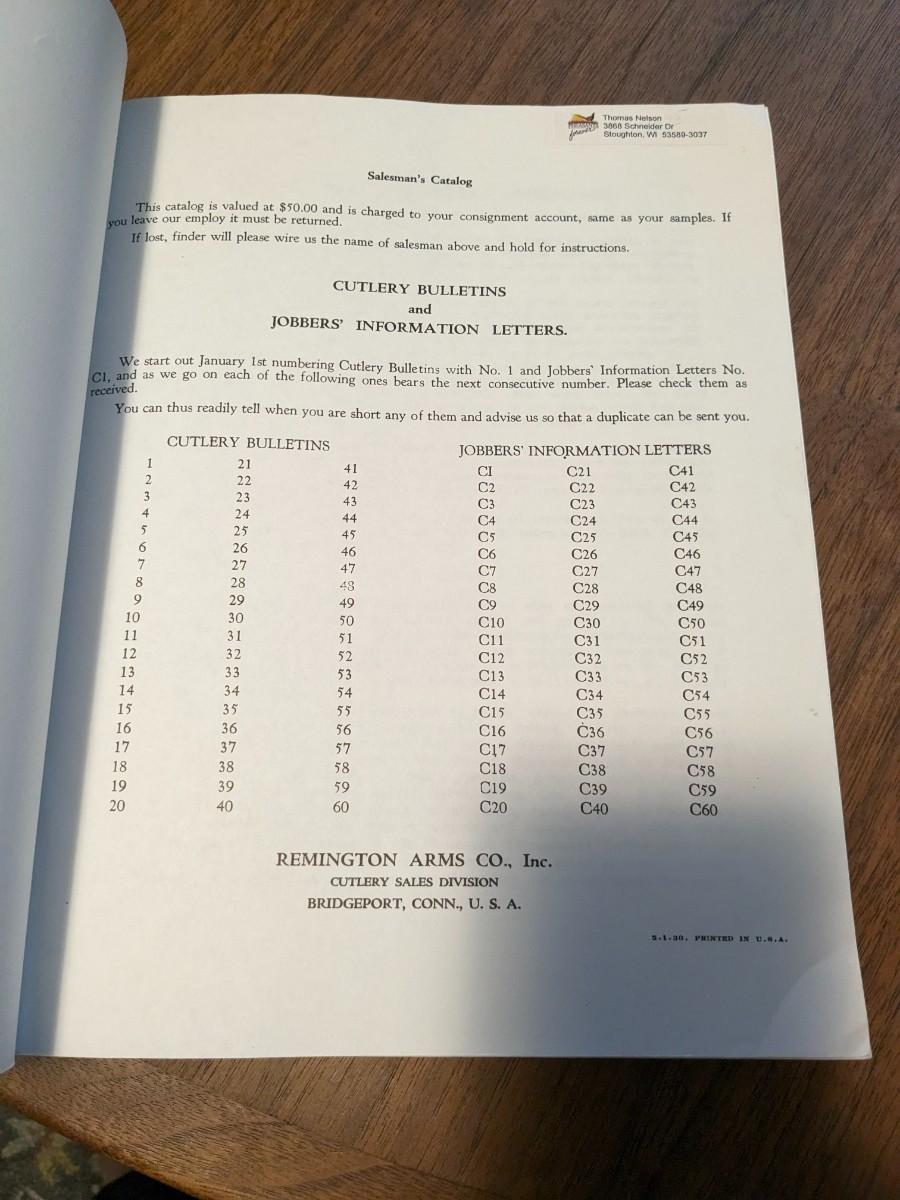 Thomas Nelson
3868 Schneider Dr
Stoughton, WI 53589-3037
forever
Salesman's Catalog
This catalog is valued at $50.00 and is charged to your consignment account, same as your samples. If
you leave our employ it must be returned.
If lost, finder will please wire us the name of salesman above and hold for instructions.
CUTLERY BULLETINS
and
JOBBERS' INFORMATION LETTERS.
We start out January 1st numbering Cutlery Bulletins with No. 1 and Jobbers' Information Letters No.
C1, and as we go on each of the following ones bears the next consecutive number. Please check them as
received.
You can thus readily tell when you are short any of them and advise us so that a duplicate can be sent you.
CUTLERY BULLETINS JOBBERS' INFORMATION LETTERS
1 21 41 CI C21 C41
2 22 42 C2 C22 C42
3 23 43 C3 C23 C43
4 24 44 C4 C24 C44
5 25 45 C5 C25 C45
6 26 46 C6 C26 C46
7 27 47 C7 C27 C47
8 28 48 C8 C28 C48
9 29 49 C9 C29 C49
10 30 50 C10 C30 C50
11 31 51 C11 C31 C51
12 32 52 C12 C32 C52
13 33 53 C13 C33 C53
14 34 54 C14 C34 C54
15 35 55 C15 C35 C55
16 36 56 C16 C36 C56
17 37 57 C17 C37 C57
18 38 58 C18 C38 C58
19 39 59 C19 C39 C59
20 40 60 C20 C40 C60
REMINGTON ARMS CO., Inc.
CUTLERY SALES DIVISION
BRIDGEPORT, CONN., U. S. A.
5-1-30. PRINTED IN U.S.A.